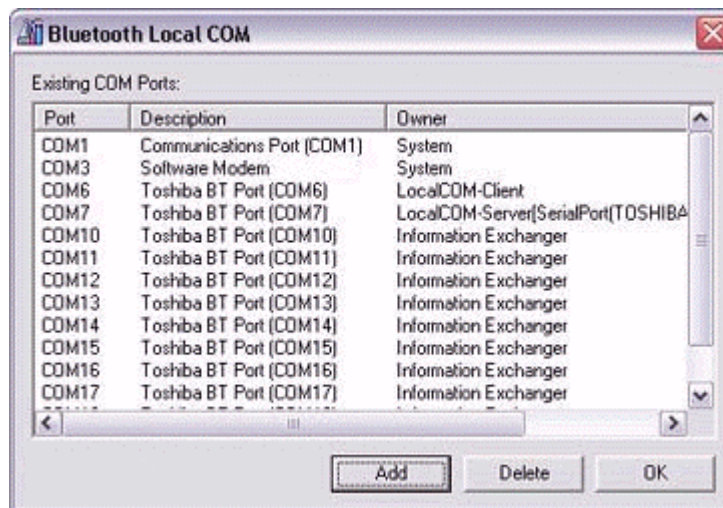 Bluetooth Local COM
Existing COM Ports:
Port Description Owner
COM1 Communications Port (COM1) System
COM3 Software Modem System
COM6 Toshiba BT Port (COM6) LocalCOM-Client
COM7 Toshiba BT Port (COM7) LocalCOM-Server(SerialPort(TOSHIBA
COM10 Toshiba BT Port (COM10) Information Exchanger
COM11 Toshiba BT Port (COM11) Information Exchanger
COM12 Toshiba BT Port (COM12) Information Exchanger
COM13 Toshiba BT Port (COM13) Information Exchanger
COM14 Toshiba BT Port (COM14) Information Exchanger
COM15 Toshiba BT Port (COM15) Information Exchanger
COM16 Toshiba BT Port (COM16) Information Exchanger
COM17 Toshiba BT Port (COM17) Information Exchanger
Add Delete OK